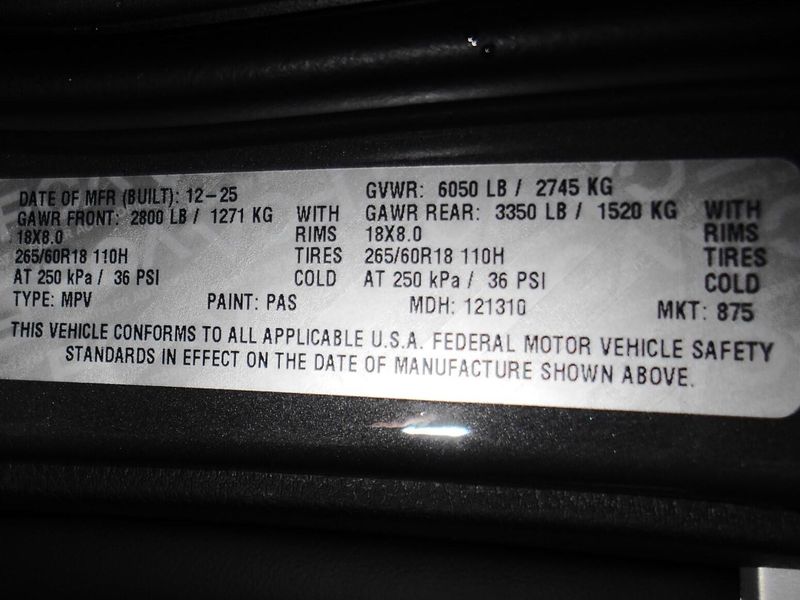 DATE OF MFR (BUILT): 12-25 GVWR: 6050 LB / 2745 KG
GAWR FRONT: 2800 LB / 1271 KG WITH GAWR REAR: 3350 LB / 1520 KG WITH
18X8.0 RIMS 18X8.0 RIMS
265/60R18 110H TIRES 265/60R18 110H TIRES
AT 250 kPa / 36 PSI COLD AT 250 kPa / 36 PSI COLD
TYPE: MPV PAINT: PAS MDH: 121310 MKT: 875
THIS VEHICLE CONFORMS TO ALL APPLICABLE U.S.A. FEDERAL MOTOR VEHICLE SAFETY
STANDARDS IN EFFECT ON THE DATE OF MANUFACTURE SHOWN ABOVE.